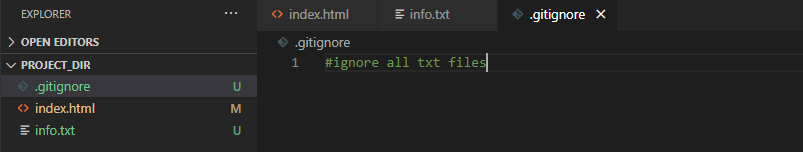 EXPLORER ... index.html info.txt .gitignore ×
> OPEN EDITORS .gitignore
PROJECT_DIR 1 #ignore all txt files
.gitignore U
index.html M
info.txt U